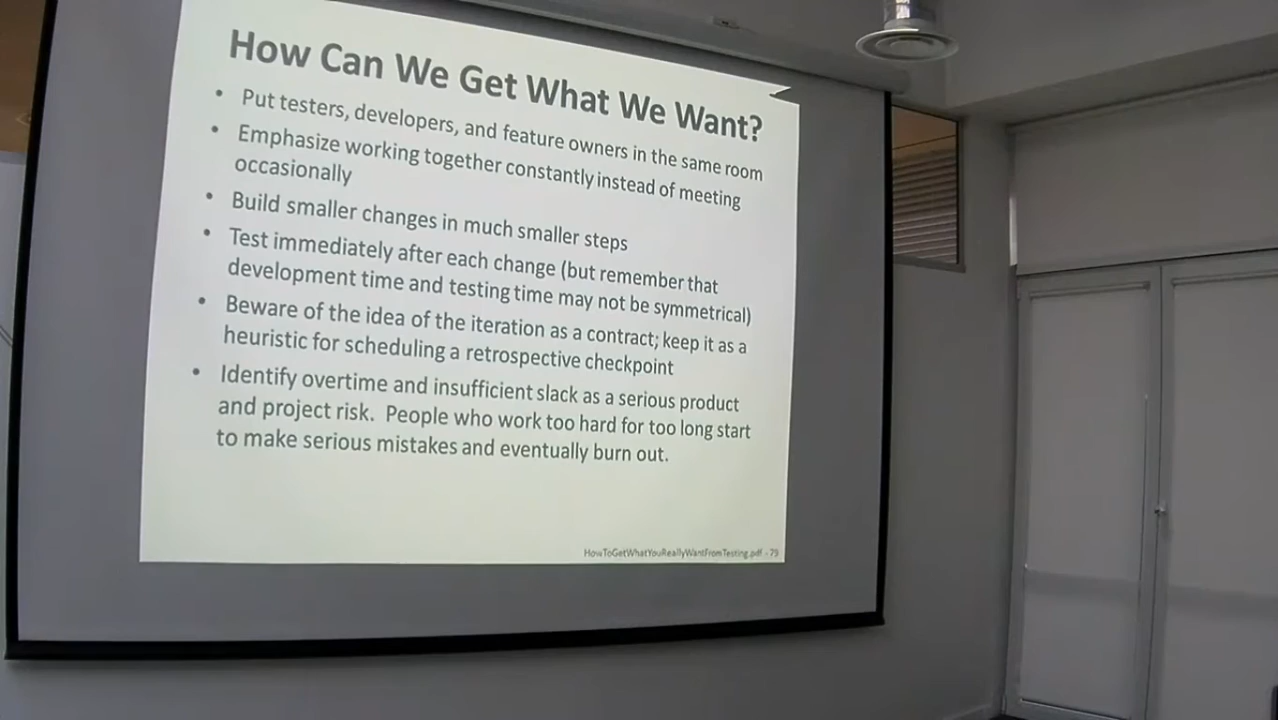 How Can We Get What We Want?
• Put testers, developers, and feature owners in the same room
• Emphasize working together constantly instead of meeting
occasionally
• Build smaller changes in much smaller steps
• Test immediately after each change (but remember that
development time and testing time may not be symmetrical)
• Beware of the idea of the iteration as a contract; keep it as a
heuristic for scheduling a retrospective checkpoint
• Identify overtime and insufficient slack as a serious product
and project risk. People who work too hard for too long start
to make serious mistakes and eventually burn out.
HowToGetWhatYouReallyWantFromTesting.pdf - 79